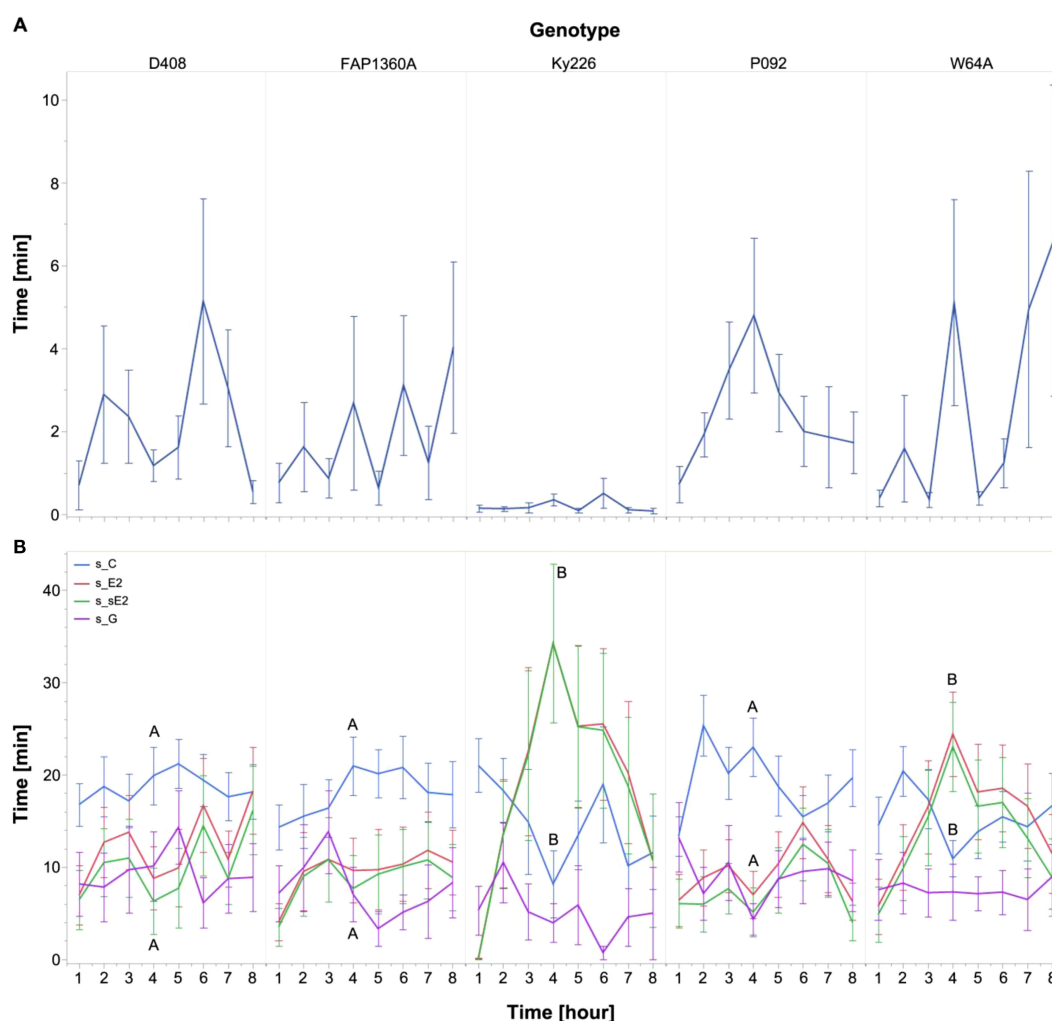 A
Genotype
D408 FAP1360A Ky226 P092 W64A
10
8
6
4
2
0
Time [min]
B
s_C
s_E2
s_sE2
s_G
40
30
20
10
0
Time [min]
A A B A B
A A B A B
1 2 3 4 5 6 7 8 1 2 3 4 5 6 7 8 1 2 3 4 5 6 7 8 1 2 3 4 5 6 7 8 1 2 3 4 5 6 7 8
Time [hour]